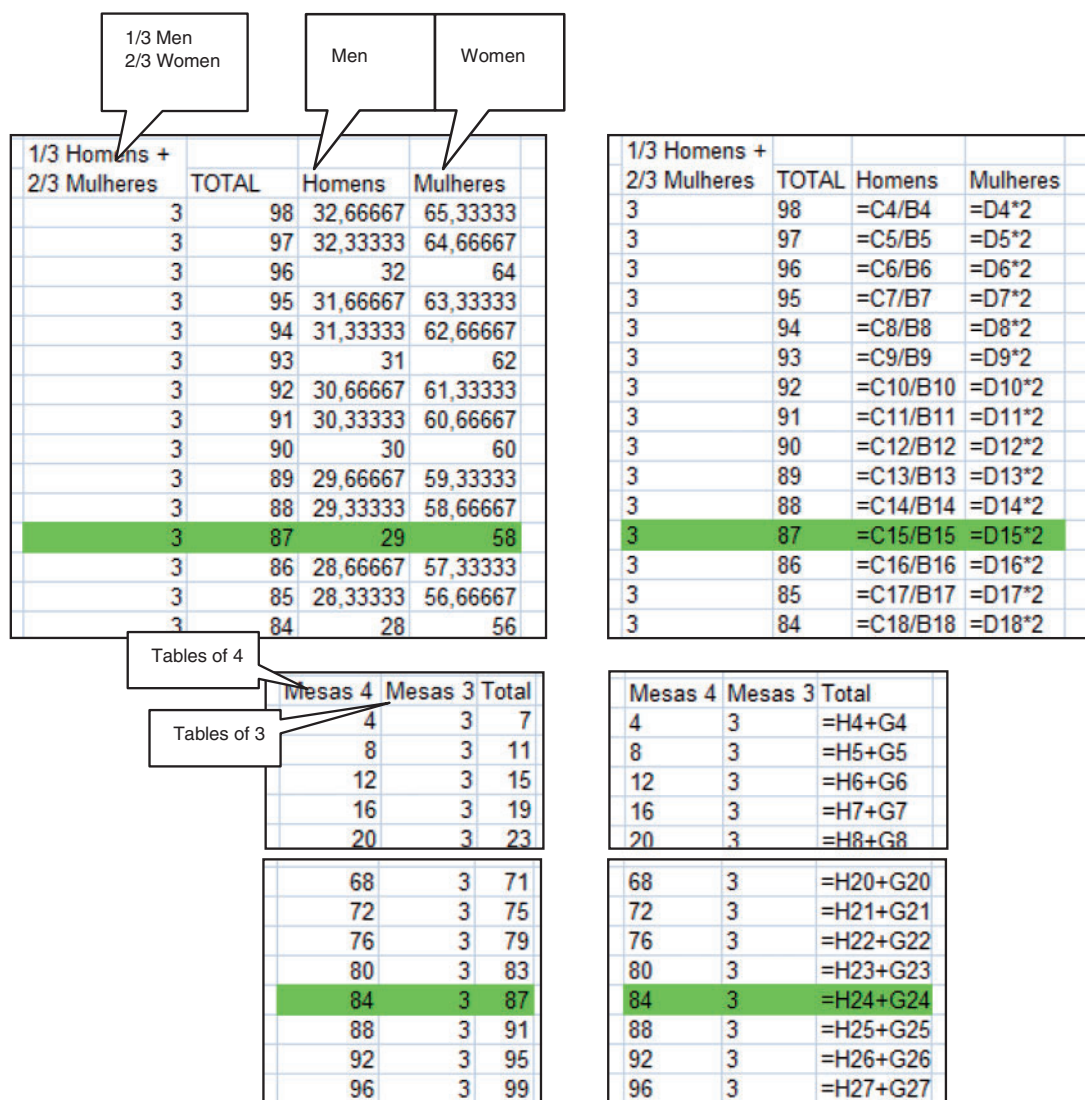 1/3 Men
2/3 Women
Men
Women
1/3 Homens +
2/3 Mulheres TOTAL Homens Mulheres
3 98 32,66667 65,33333
3 97 32,33333 64,66667
3 96 32 64
3 95 31,66667 63,33333
3 94 31,33333 62,66667
3 93 31 62
3 92 30,66667 61,33333
3 91 30,33333 60,66667
3 90 30 60
3 89 29,66667 59,33333
3 88 29,33333 58,66667
3 87 29 58
3 86 28,66667 57,33333
3 85 28,33333 56,66667
3 84 28 56
1/3 Homens +
2/3 Mulheres TOTAL Homens Mulheres
3 98 =C4/B4 =D4*2
3 97 =C5/B5 =D5*2
3 96 =C6/B6 =D6*2
3 95 =C7/B7 =D7*2
3 94 =C8/B8 =D8*2
3 93 =C9/B9 =D9*2
3 92 =C10/B10 =D10*2
3 91 =C11/B11 =D11*2
3 90 =C12/B12 =D12*2
3 89 =C13/B13 =D13*2
3 88 =C14/B14 =D14*2
3 87 =C15/B15 =D15*2
3 86 =C16/B16 =D16*2
3 85 =C17/B17 =D17*2
3 84 =C18/B18 =D18*2
Tables of 4
Tables of 3
Mesas 4 Mesas 3 Total
4 3 7
8 3 11
12 3 15
16 3 19
20 3 23
Mesas 4 Mesas 3 Total
4 3 =H4+G4
8 3 =H5+G5
12 3 =H6+G6
16 3 =H7+G7
20 3 =H8+G8
68 3 71
72 3 75
76 3 79
80 3 83
84 3 87
88 3 91
92 3 95
96 3 99
68 3 =H20+G20
72 3 =H21+G21
76 3 =H22+G22
80 3 =H23+G23
84 3 =H24+G24
88 3 =H25+G25
92 3 =H26+G26
96 3 =H27+G27